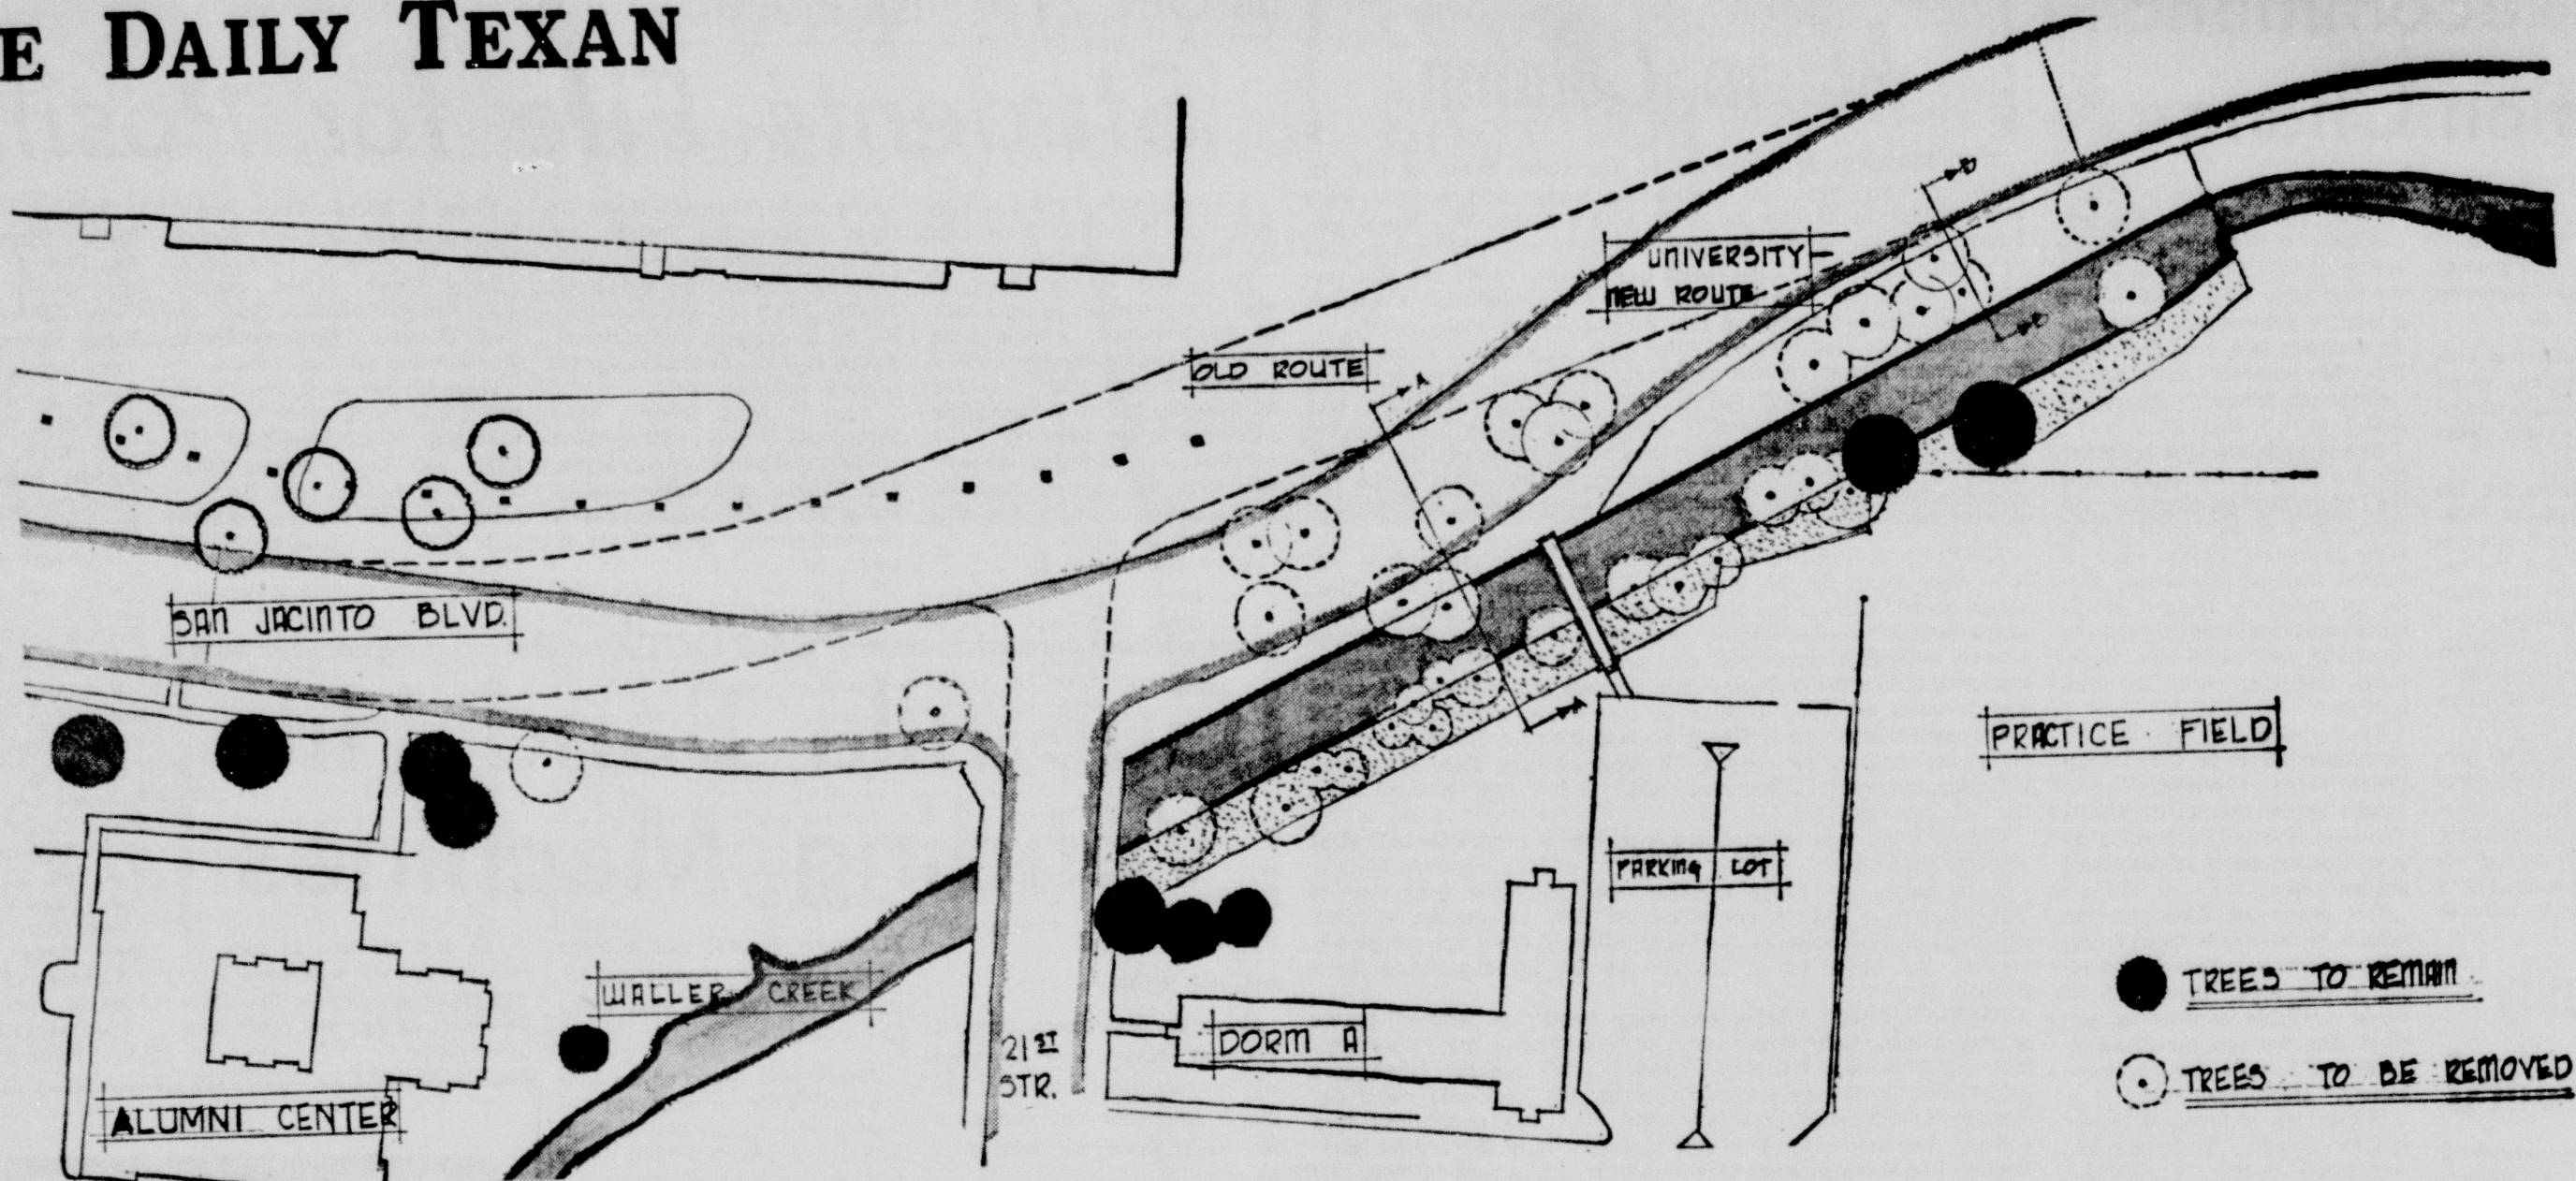 E DAILY TEXAN
UNIVERSITY
NEW ROUTE
OLD ROUTE
A
D
D
SAN JACINTO BLVD.
A
PRACTICE FIELD
PARKING LOT
WALLER CREEK
21ST
STR.
DORM A
ALUMNI CENTER
TREES TO REMAIN
TREES TO BE REMOVED